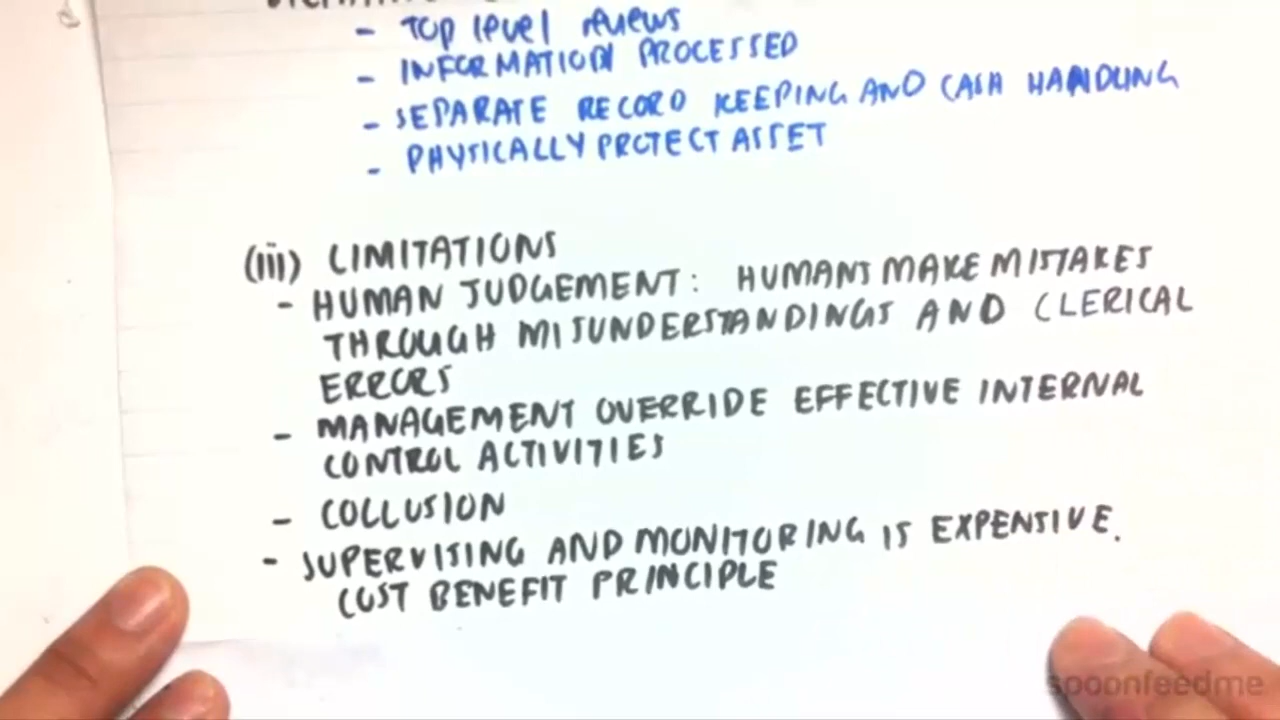 - TOP level reviews
- INFORMATION PROCESSED
- SEPARATE RECORD KEEPING AND CASH HANDLING
- PHYSICALLY PROTECT ASSET
(iii) LIMITATIONS
- HUMAN JUDGEMENT: HUMANS MAKE MISTAKES
THROUGH MISUNDERSTANDINGS AND CLERICAL
ERRORS
- MANAGEMENT OVERRIDE EFFECTIVE INTERNAL
CONTROL ACTIVITIES
- COLLUSION
- SUPERVISING AND MONITORING IS EXPENSIVE.
COST BENEFIT PRINCIPLE
spoonfeedme